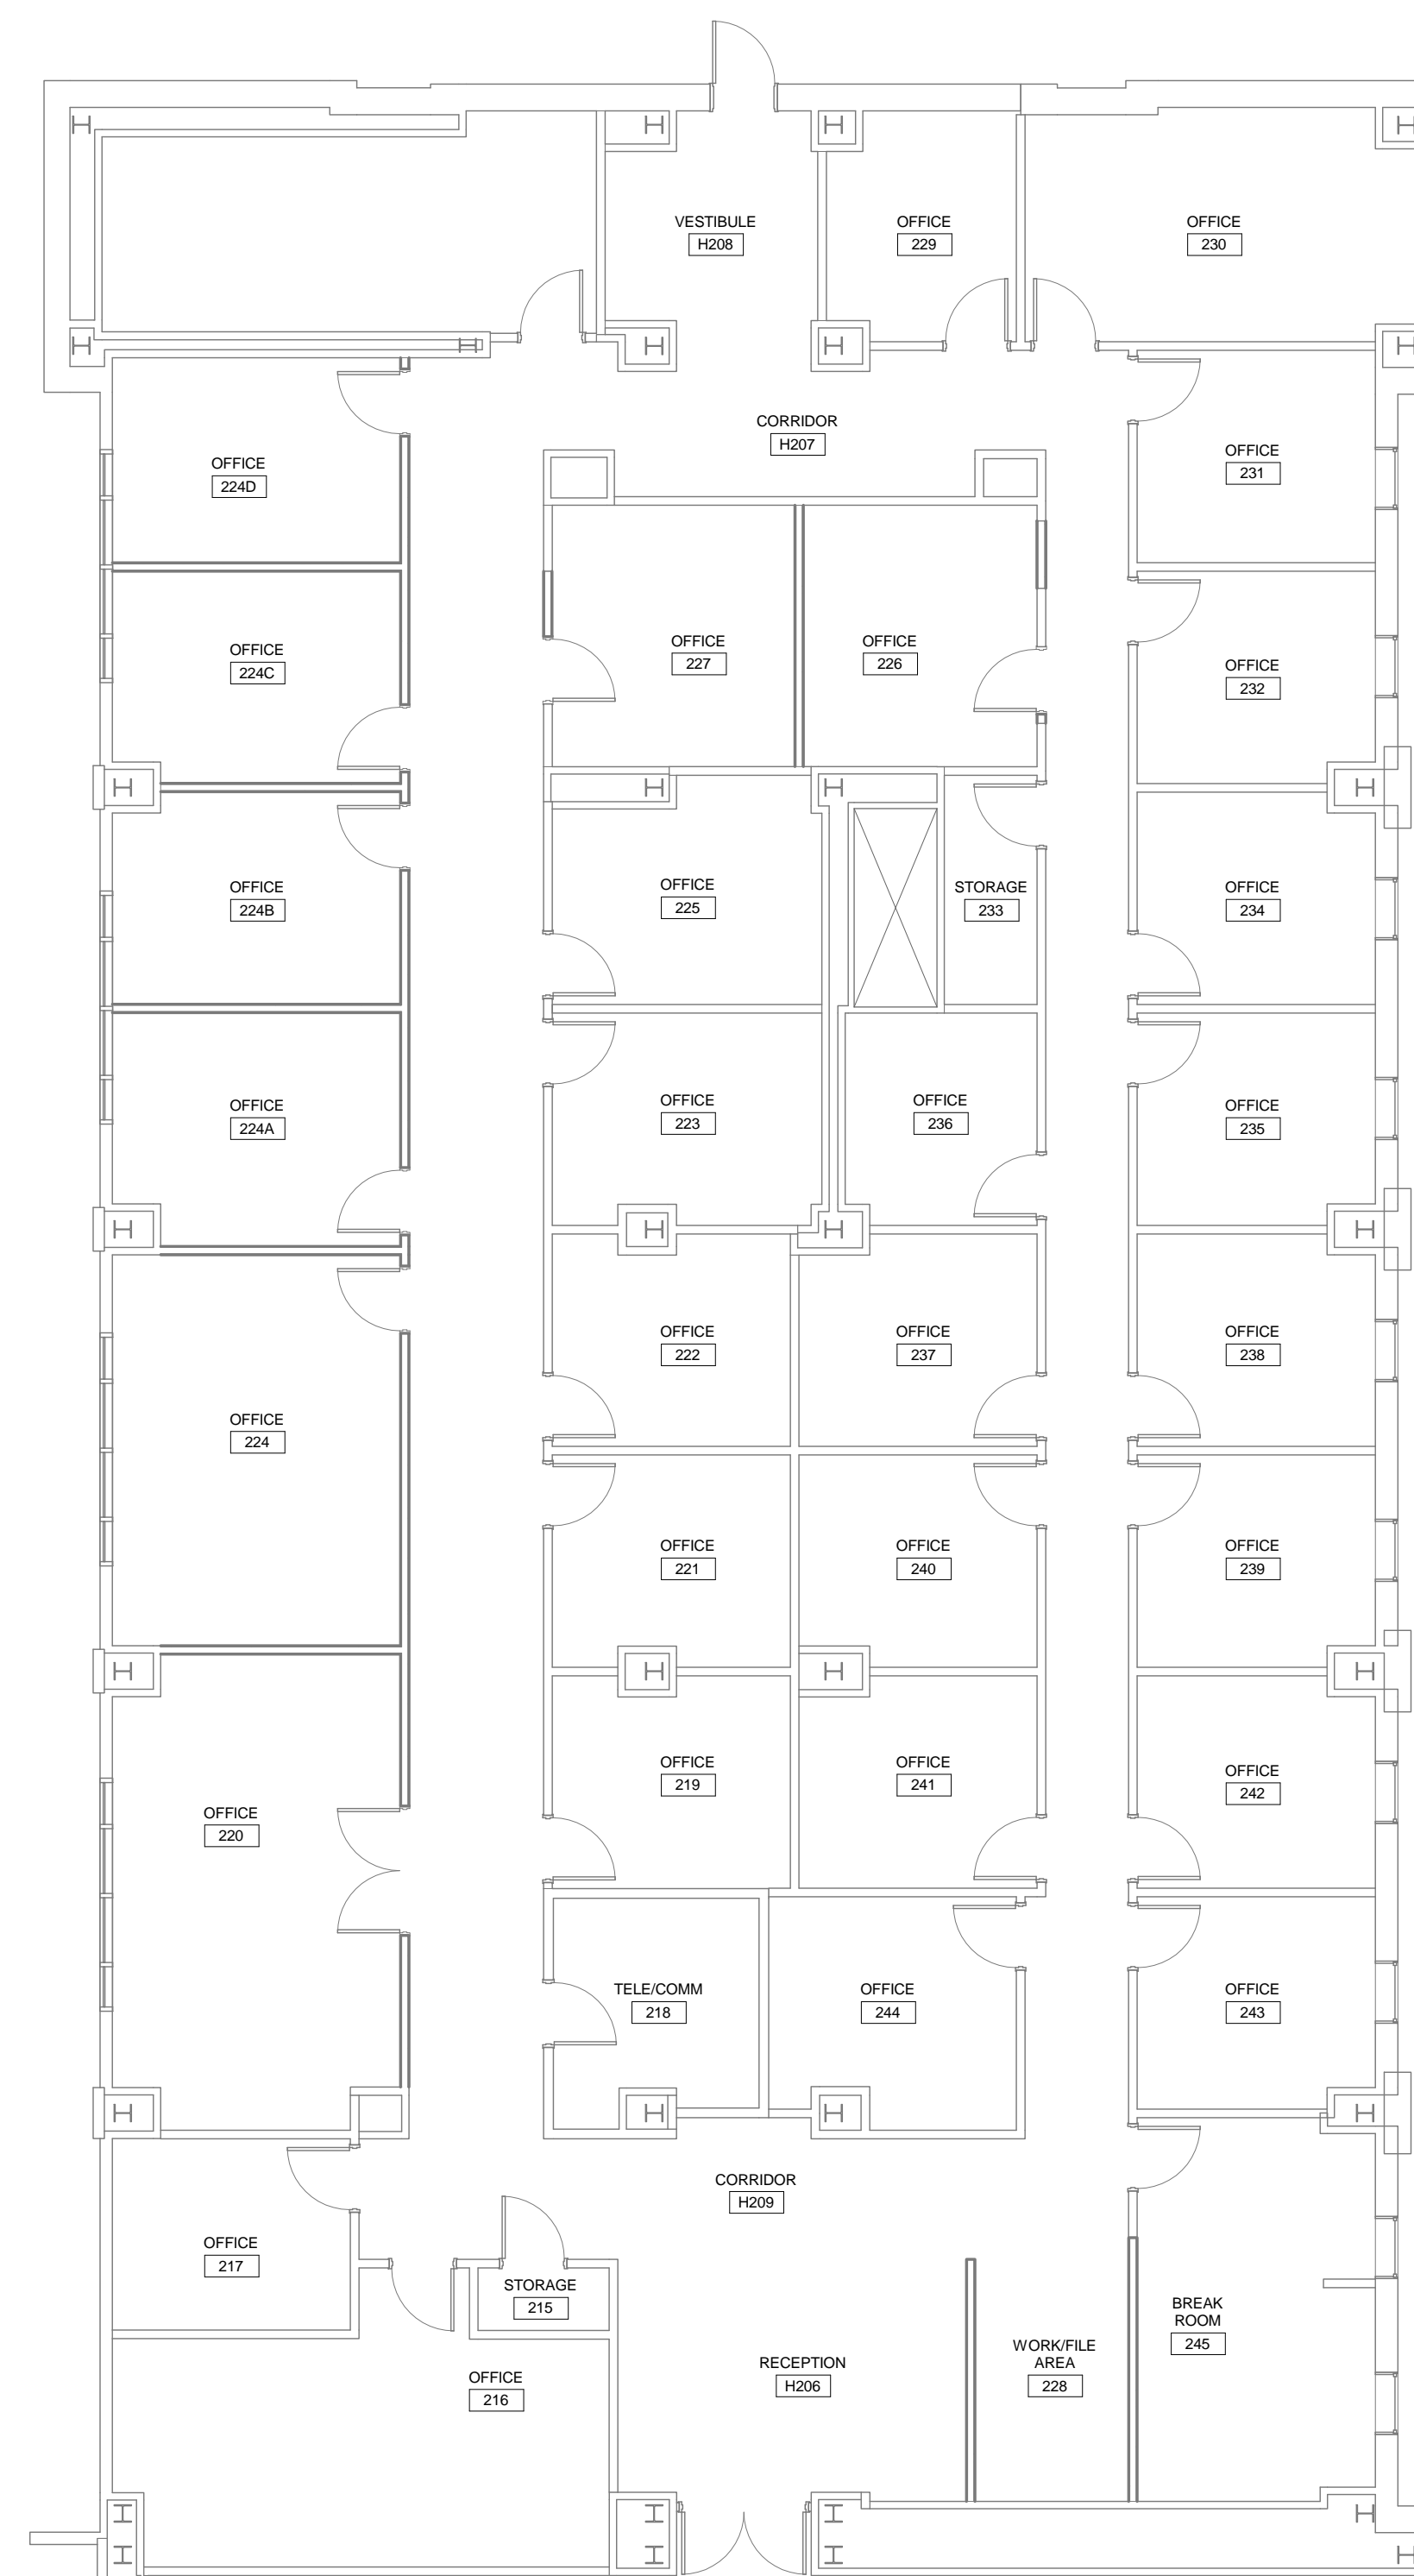 VESTIBULE
H208
OFFICE
229
OFFICE
230
CORRIDOR
H207
OFFICE
224D
OFFICE
231
OFFICE
224C
OFFICE
227
OFFICE
226
OFFICE
232
OFFICE
224B
OFFICE
225
STORAGE
233
OFFICE
234
OFFICE
224A
OFFICE
223
OFFICE
236
OFFICE
235
OFFICE
222
OFFICE
237
OFFICE
238
OFFICE
224
OFFICE
221
OFFICE
240
OFFICE
239
OFFICE
220
OFFICE
219
OFFICE
241
OFFICE
242
TELE/COMM
218
OFFICE
244
OFFICE
243
CORRIDOR
H209
OFFICE
217
STORAGE
215
BREAK
ROOM
245
OFFICE
216
RECEPTION
H206
WORK/FILE
AREA
228